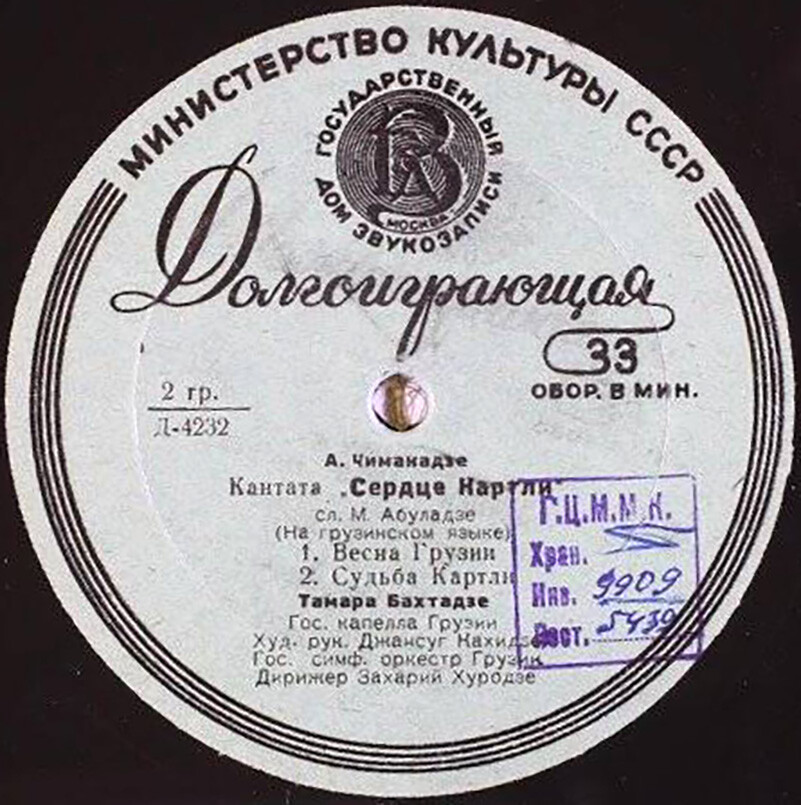 МИНИСТЕРСТВО КУЛЬТУРЫ СССР
ГОСУДАРСТВЕННЫЙ
ДОМ ЗВУКОЗАПИСИ
МОСКВА
Долгоиграющая
33
ОБОР. В МИН.
2 гр.
Д-4232
А. Чимакадзе
Кантата „Сердце Картли"
сл. М. Абуладзе
(На грузинском языке)
1. Весна Грузии
2. Судьба Картли
Тамара Бахтадзе
Гос. капелла Грузии
Худ. рук. Джансуг Кахидзе
Гос. симф. оркестр Грузии
Дирижер Захарий Хуродзе
Г.Ц.М.М.К.
Хран.
Инв. 9909
Пост. 5439